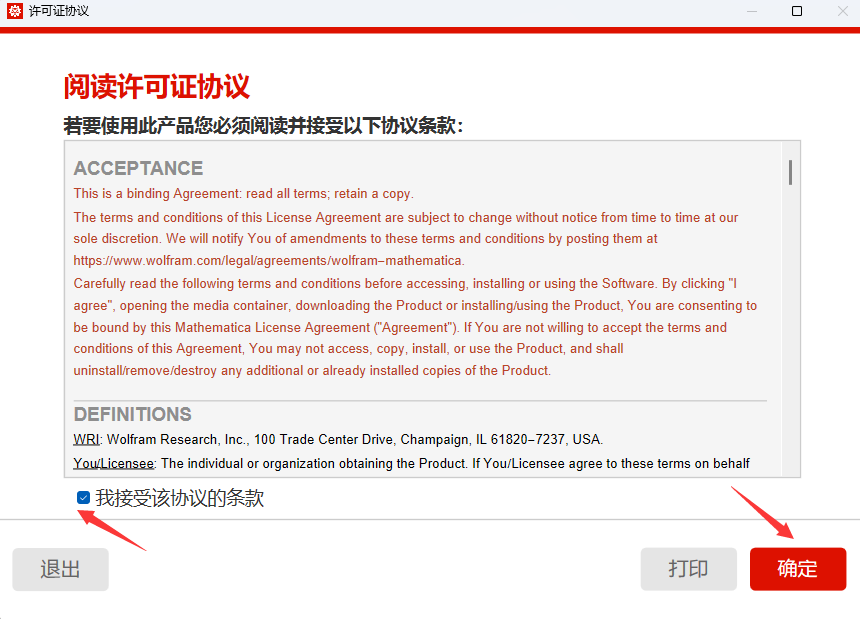 许可证协议
阅读许可证协议
若要使用此产品您必须阅读并接受以下协议条款：
ACCEPTANCE
This is a binding Agreement: read all terms; retain a copy.
The terms and conditions of this License Agreement are subject to change without notice from time to time at our
sole discretion. We will notify You of amendments to these terms and conditions by posting them at
https://www.wolfram.com/legal/agreements/wolfram–mathematica.
Carefully read the following terms and conditions before accessing, installing or using the Software. By clicking "I
agree", opening the media container, downloading the Product or installing/using the Product, You are consenting to
be bound by this Mathematica License Agreement ("Agreement"). If You are not willing to accept the terms and
conditions of this Agreement, You may not access, copy, install, or use the Product, and shall
uninstall/remove/destroy any additional or already installed copies of the Product.
DEFINITIONS
WRI: Wolfram Research, Inc., 100 Trade Center Drive, Champaign, IL 61820–7237, USA.
You/Licensee: The individual or organization obtaining the Product. If You/Licensee agree to these terms on behalf
我接受该协议的条款
退出 打印 确定